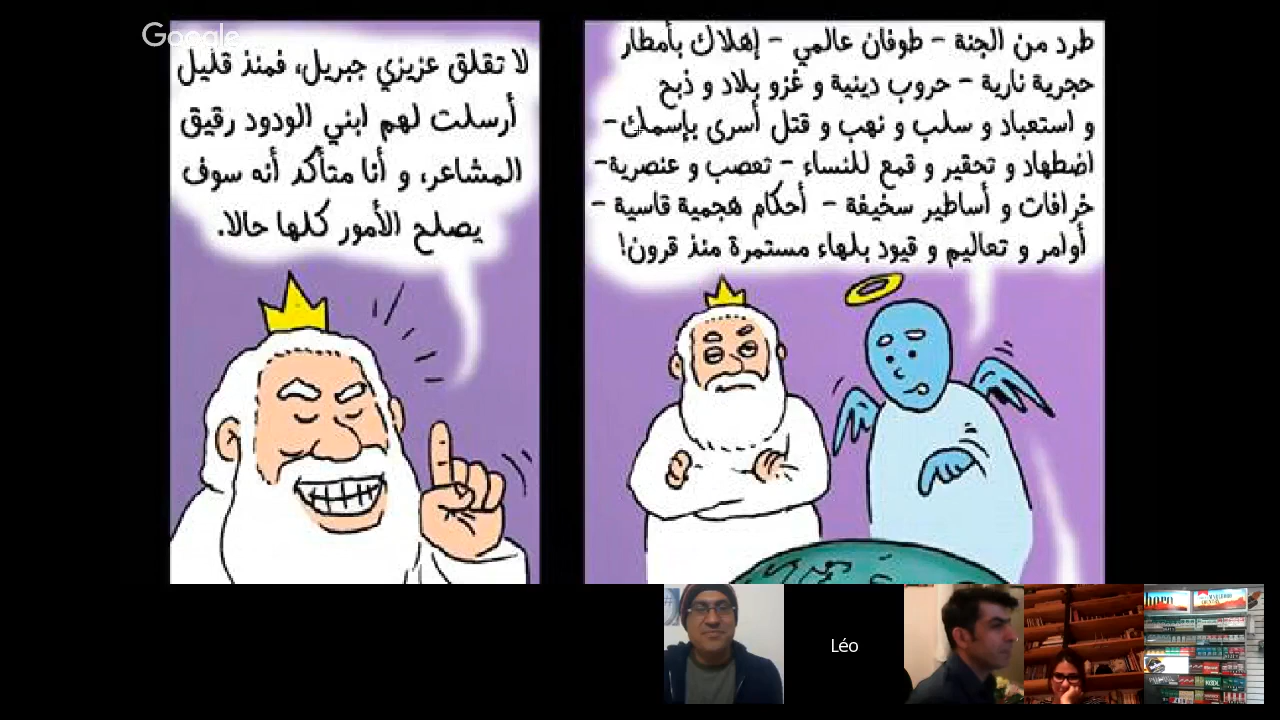 Google
طرد من الجنة - طوفان عالمي - إهلاك بأمطار
حجرية نارية - حروب دينية و غزو بلاد و ذبح
و استعباد و سلب و نهب و قتل أسرى بإسمك-
اضطهاد و تحقير و قمع للنساء - تعصب و عنصرية-
خرافات و أساطير سخيفة - أحكام هجمية قاسية -
أوامر و تعاليم و قيود بلهاء مستمرة منذ قرون!
لا تقلق عزيزي جبريل، فمنذ قليل
أرسلت لهم ابني الودود رقيق
المشاعر، و أنا متأكد أنه سوف
يصلح الأمور كلها حالا.
Léo